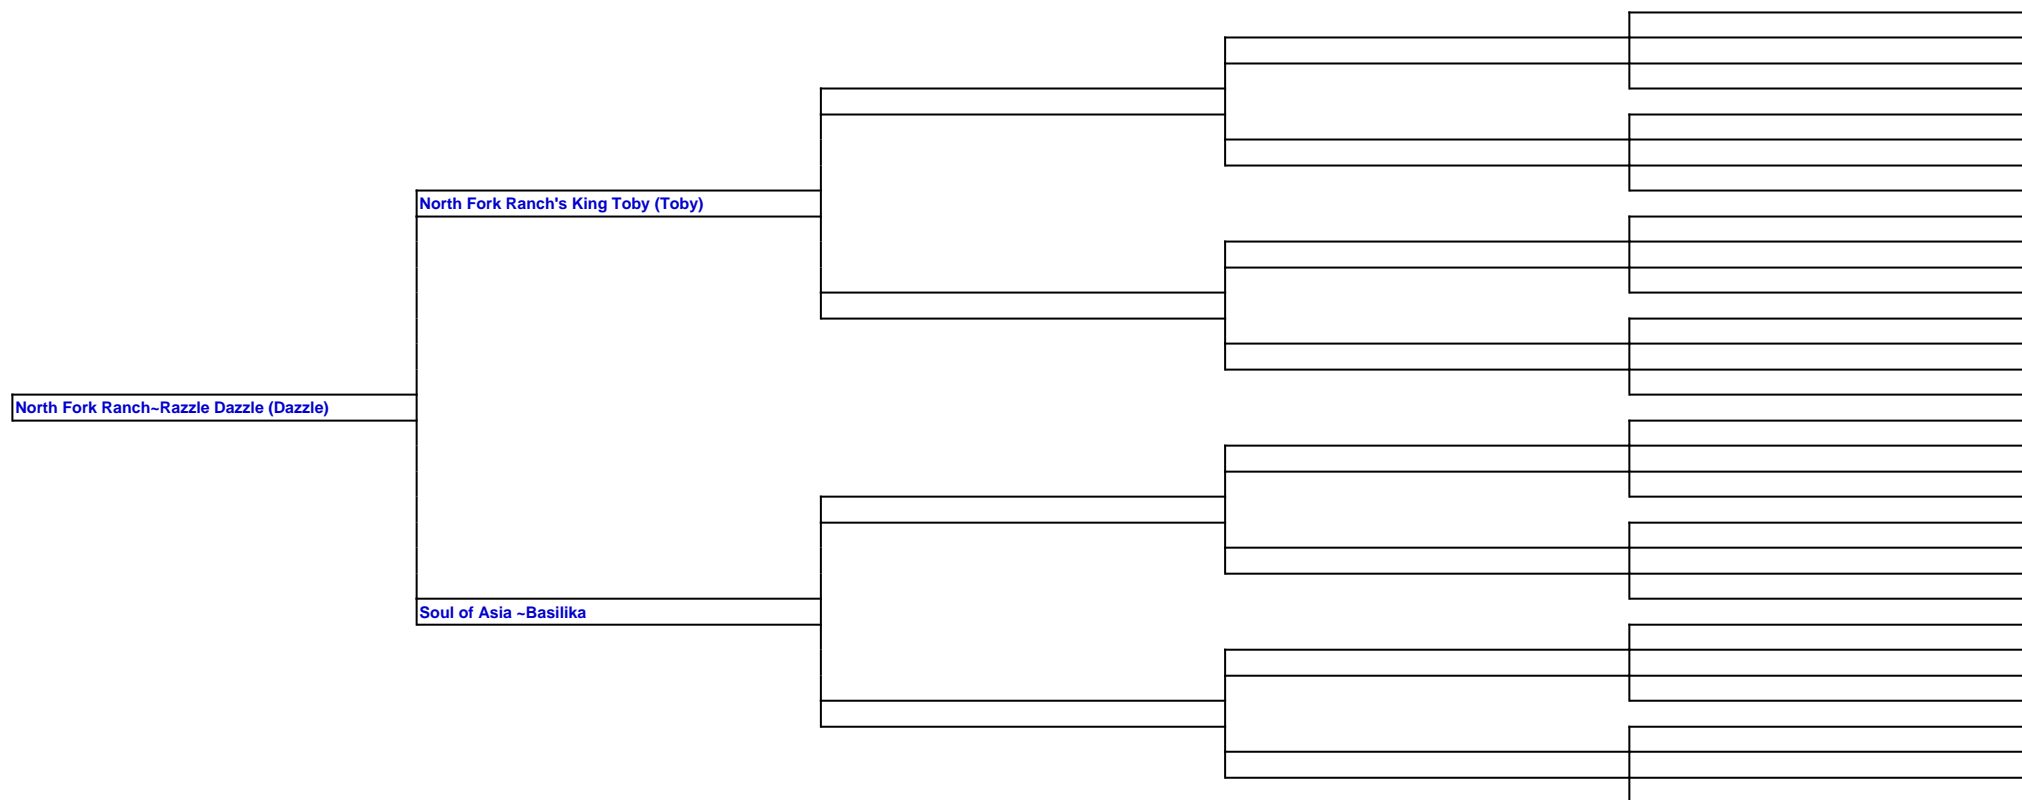 North Fork Ranch's King Toby (Toby)
North Fork Ranch~Razzle Dazzle (Dazzle)
Soul of Asia ~Basilika